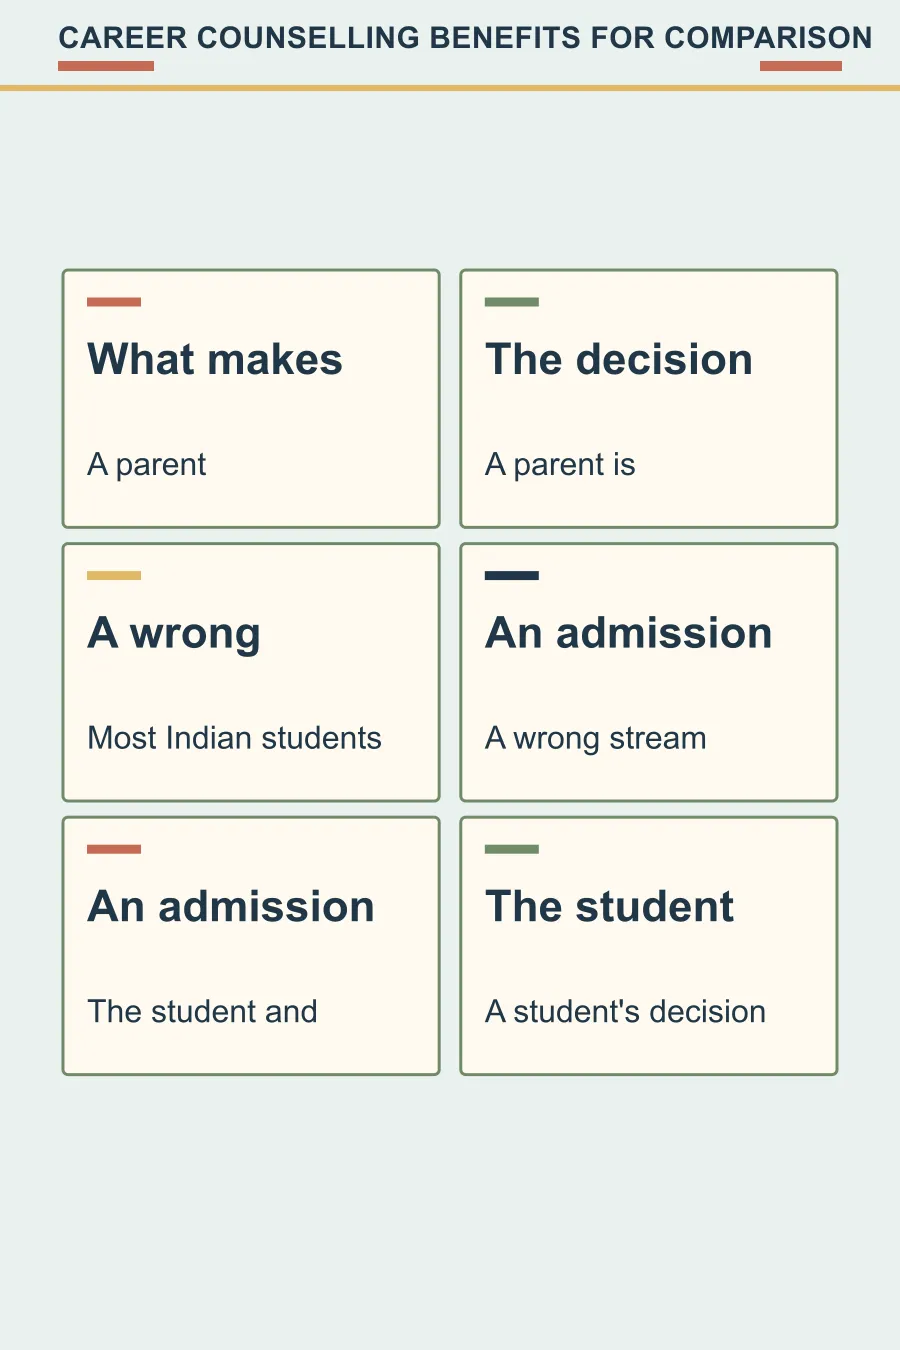 CAREER COUNSELLING BENEFITS FOR COMPARISON
What makes
A parent
The decision
A parent is
A wrong
Most Indian students
An admission
A wrong stream
An admission
The student and
The student
A student's decision